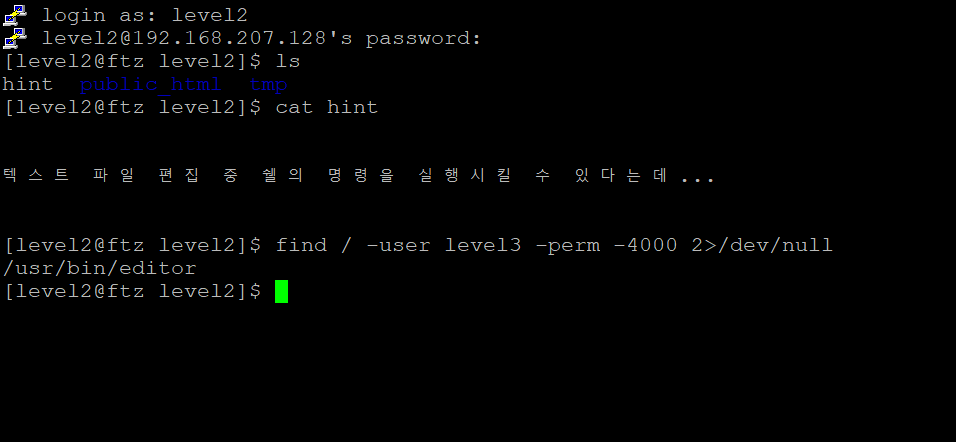 login as: level2
level2@192.168.207.128's password:
[level2@ftz level2]$ ls
hint  public_html  tmp
[level2@ftz level2]$ cat hint
텍스트 파일 편집 중 쉘의 명령을 실행시킬 수 있다는데...
[level2@ftz level2]$ find / -user level3 -perm -4000 2>/dev/null
/usr/bin/editor
[level2@ftz level2]$